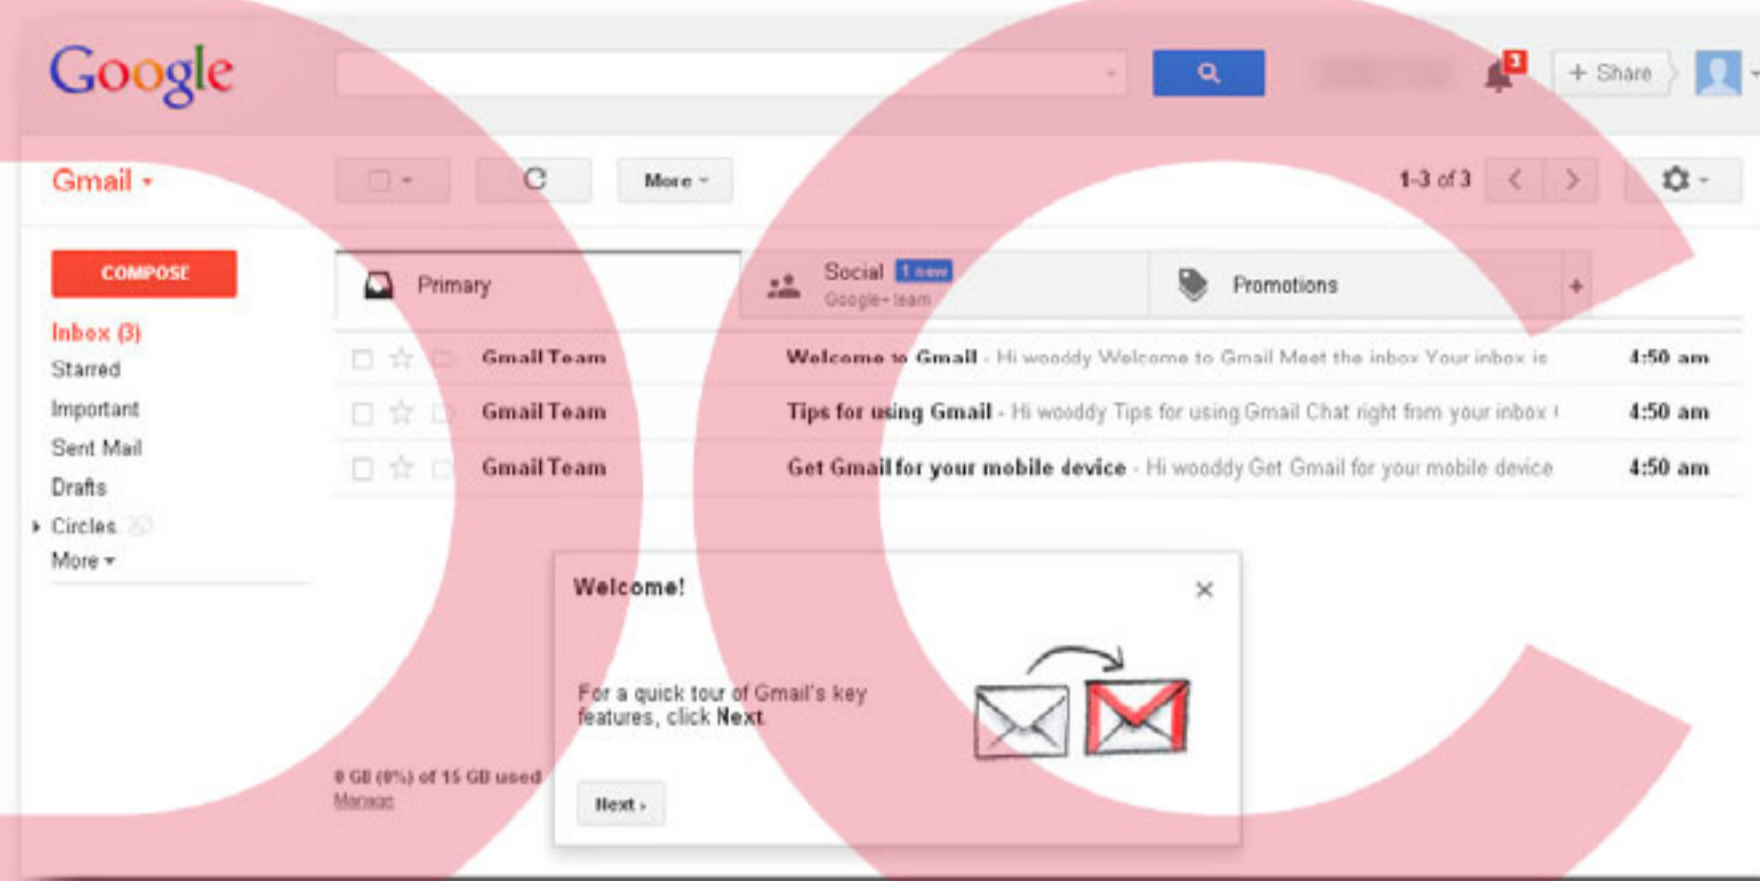 Google
3
+ Share
Gmail
More
1-3 of 3
COMPOSE
Primary
Social 1 new
Google+ team
Promotions
+
Inbox (3)
Starred
Important
Sent Mail
Drafts
Circles
More
Gmail Team Welcome to Gmail - Hi wooddy Welcome to Gmail Meet the inbox Your inbox is 4:50 am
Gmail Team Tips for using Gmail - Hi wooddy Tips for using Gmail Chat right from your inbox 4:50 am
Gmail Team Get Gmail for your mobile device - Hi wooddy Get Gmail for your mobile device 4:50 am
Welcome!
For a quick tour of Gmail's key
features, click Next
Next ›
0 GB (0%) of 15 GB used
Manage